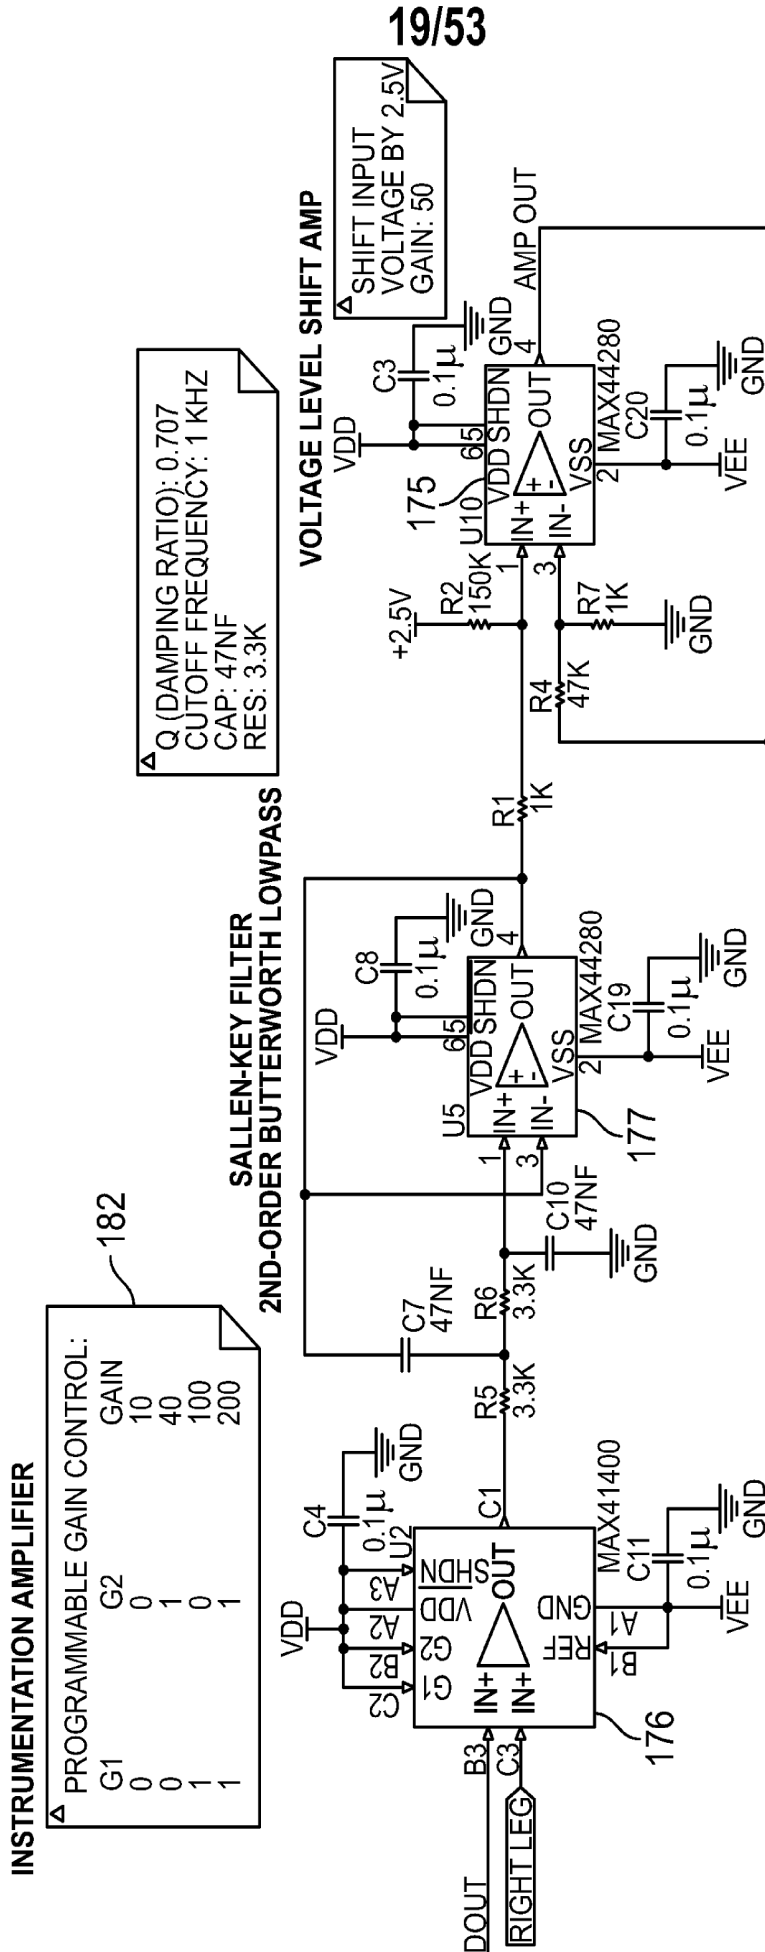 19/53
INSTRUMENTATION AMPLIFIER
PROGRAMMABLE GAIN CONTROL:
G1 G2 GAIN
0 0 10
0 1 40
1 0 100
1 1 200
182
SALLEN-KEY FILTER
2ND-ORDER BUTTERWORTH LOWPASS
Q (DAMPING RATIO): 0.707
CUTOFF FREQUENCY: 1 KHZ
CAP: 47NF
RES: 3.3K
VOLTAGE LEVEL SHIFT AMP
SHIFT INPUT
VOLTAGE BY 2.5V
GAIN: 50
DOUT
RIGHT LEG
B3
C3
VDD
C4
0.1µ
GND
U2
C2
B2
A2
A3
G1
G2
VDD
SHDN
IN+
IN+
OUT
REF
GND
B1
A1
C1
MAX41400
176
VEE
C11
0.1µ
GND
R5
3.3K
C7
47NF
R6
3.3K
C10
47NF
GND
VDD
C8
0.1µ
GND
U5
1
3
6
5
VDD
SHDN
IN+
IN-
+
-
OUT
VSS
4
2
MAX44280
177
VEE
C19
0.1µ
GND
R1
1K
+2.5V
R2
150K
R4
47K
R7
1K
GND
VDD
C3
0.1µ
GND
175
U10
1
3
6
5
VDD
SHDN
IN+
IN-
+
-
OUT
VSS
4
2
MAX44280
VEE
C20
0.1µ
GND
AMP OUT